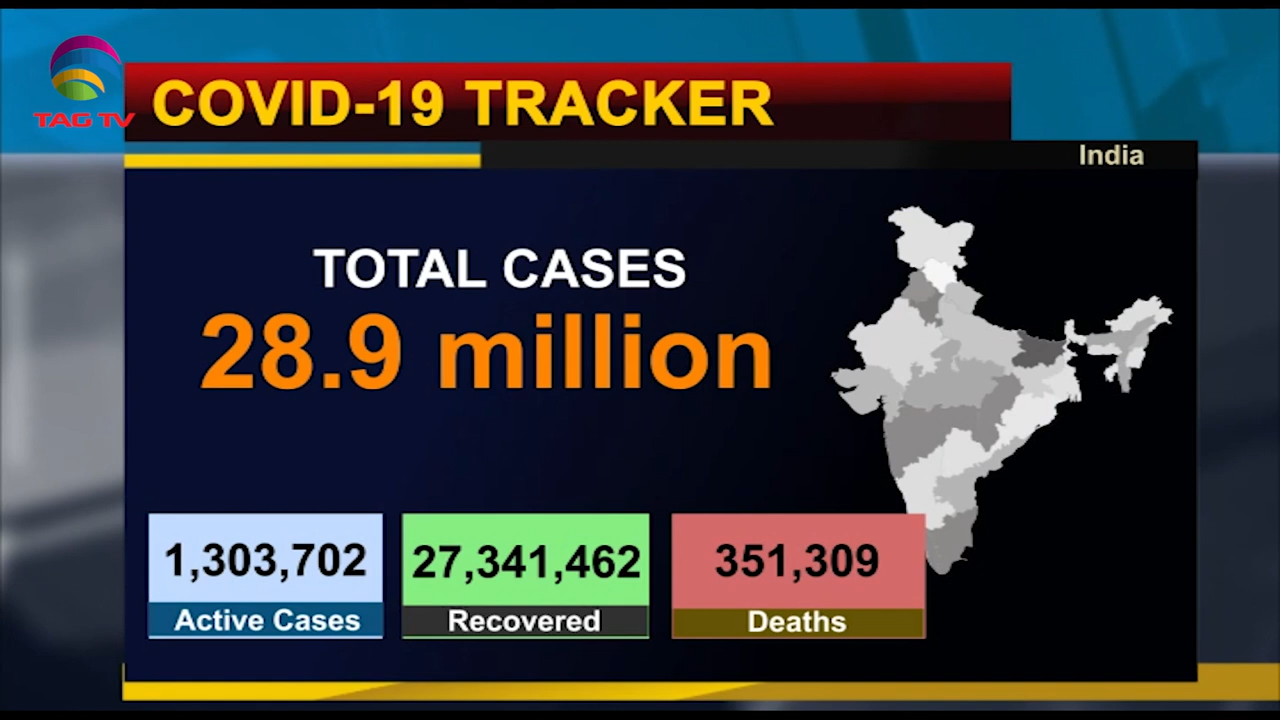 TAG TV
COVID-19 TRACKER
India
TOTAL CASES
28.9 million
1,303,702
Active Cases
27,341,462
Recovered
351,309
Deaths